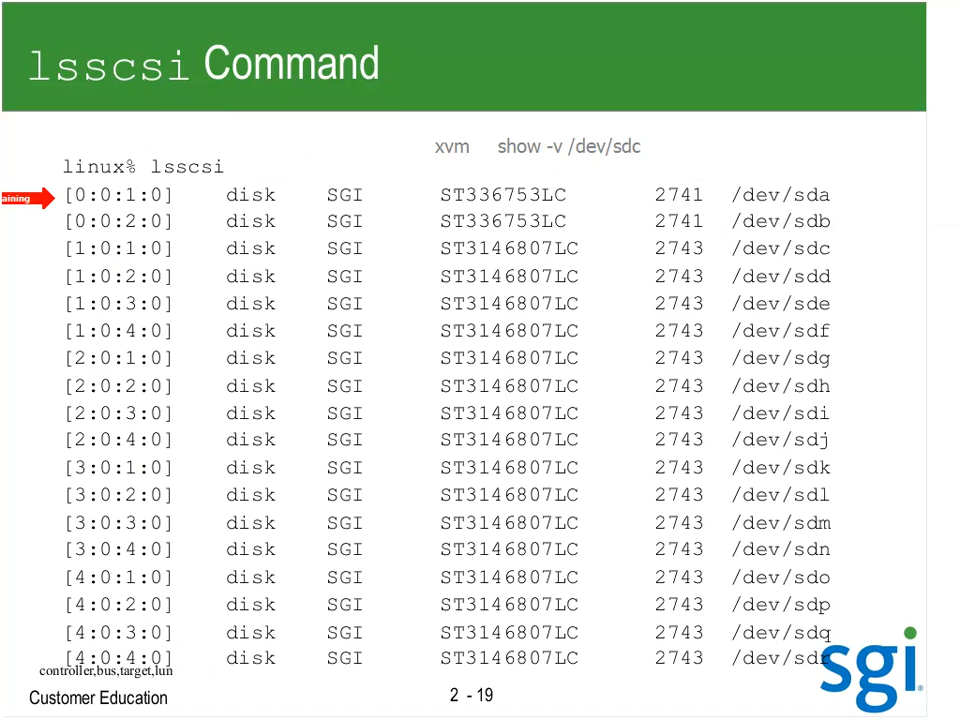 lsscsi Command
xvm show -v /dev/sdc
linux% lsscsi
aining
[0:0:1:0] disk SGI ST336753LC 2741 /dev/sda
[0:0:2:0] disk SGI ST336753LC 2741 /dev/sdb
[1:0:1:0] disk SGI ST3146807LC 2743 /dev/sdc
[1:0:2:0] disk SGI ST3146807LC 2743 /dev/sdd
[1:0:3:0] disk SGI ST3146807LC 2743 /dev/sde
[1:0:4:0] disk SGI ST3146807LC 2743 /dev/sdf
[2:0:1:0] disk SGI ST3146807LC 2743 /dev/sdg
[2:0:2:0] disk SGI ST3146807LC 2743 /dev/sdh
[2:0:3:0] disk SGI ST3146807LC 2743 /dev/sdi
[2:0:4:0] disk SGI ST3146807LC 2743 /dev/sdj
[3:0:1:0] disk SGI ST3146807LC 2743 /dev/sdk
[3:0:2:0] disk SGI ST3146807LC 2743 /dev/sdl
[3:0:3:0] disk SGI ST3146807LC 2743 /dev/sdm
[3:0:4:0] disk SGI ST3146807LC 2743 /dev/sdn
[4:0:1:0] disk SGI ST3146807LC 2743 /dev/sdo
[4:0:2:0] disk SGI ST3146807LC 2743 /dev/sdp
[4:0:3:0] disk SGI ST3146807LC 2743 /dev/sdq
[4:0:4:0] disk SGI ST3146807LC 2743 /dev/sdr
controller,bus,target,lun
Customer Education
2 - 19
sgi®